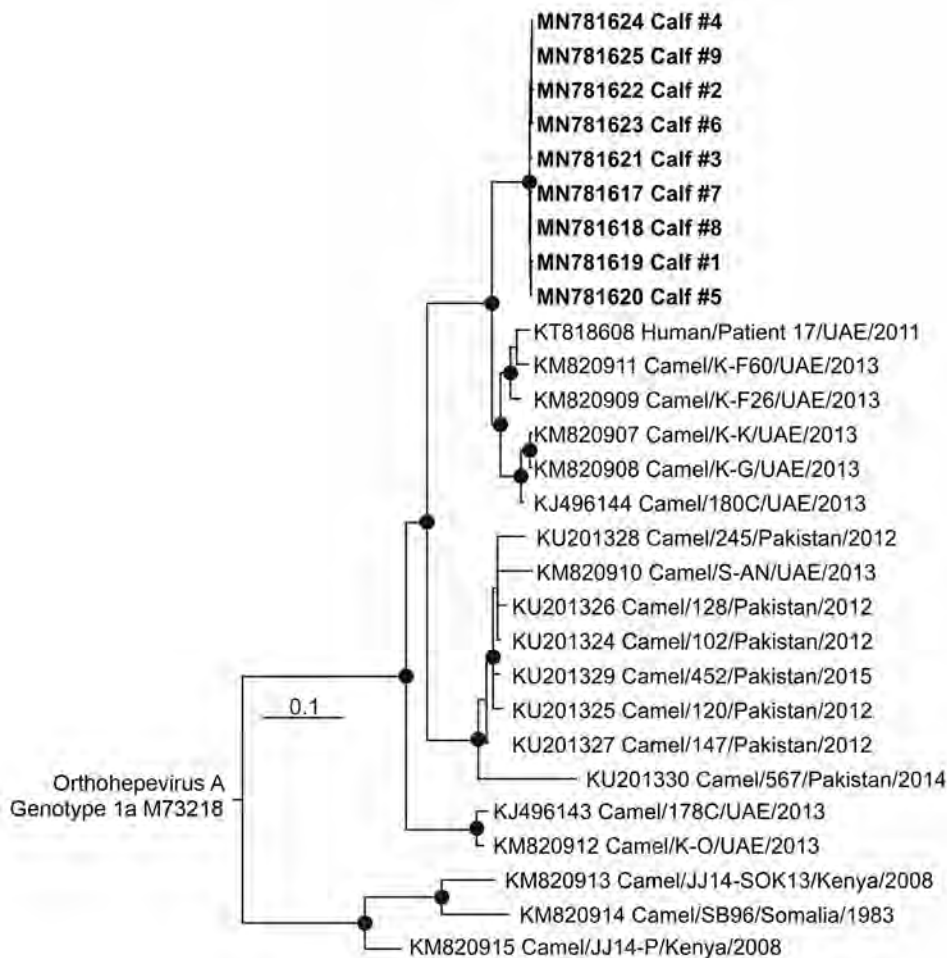 MN781624 Calf #4
MN781625 Calf #9
MN781622 Calf #2
MN781623 Calf #6
MN781621 Calf #3
MN781617 Calf #7
MN781618 Calf #8
MN781619 Calf #1
MN781620 Calf #5
KT818608 Human/Patient 17/UAE/2011
KM820911 Camel/K-F60/UAE/2013
KM820909 Camel/K-F26/UAE/2013
KM820907 Camel/K-K/UAE/2013
KM820908 Camel/K-G/UAE/2013
KJ496144 Camel/180C/UAE/2013
KU201328 Camel/245/Pakistan/2012
KM820910 Camel/S-AN/UAE/2013
KU201326 Camel/128/Pakistan/2012
KU201324 Camel/102/Pakistan/2012
KU201329 Camel/452/Pakistan/2015
0.1
KU201325 Camel/120/Pakistan/2012
KU201327 Camel/147/Pakistan/2012
KU201330 Camel/567/Pakistan/2014
Orthohepevirus A
Genotype 1a M73218
KJ496143 Camel/178C/UAE/2013
KM820912 Camel/K-O/UAE/2013
KM820913 Camel/JJ14-SOK13/Kenya/2008
KM820914 Camel/SB96/Somalia/1983
KM820915 Camel/JJ14-P/Kenya/2008